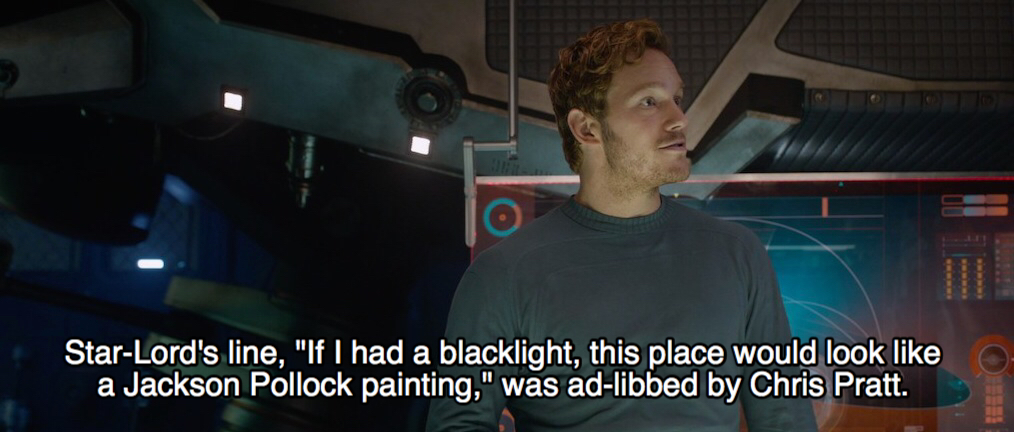 Star-Lord's line, "If I had a blacklight, this place would look like
a Jackson Pollock painting," was ad-libbed by Chris Pratt.